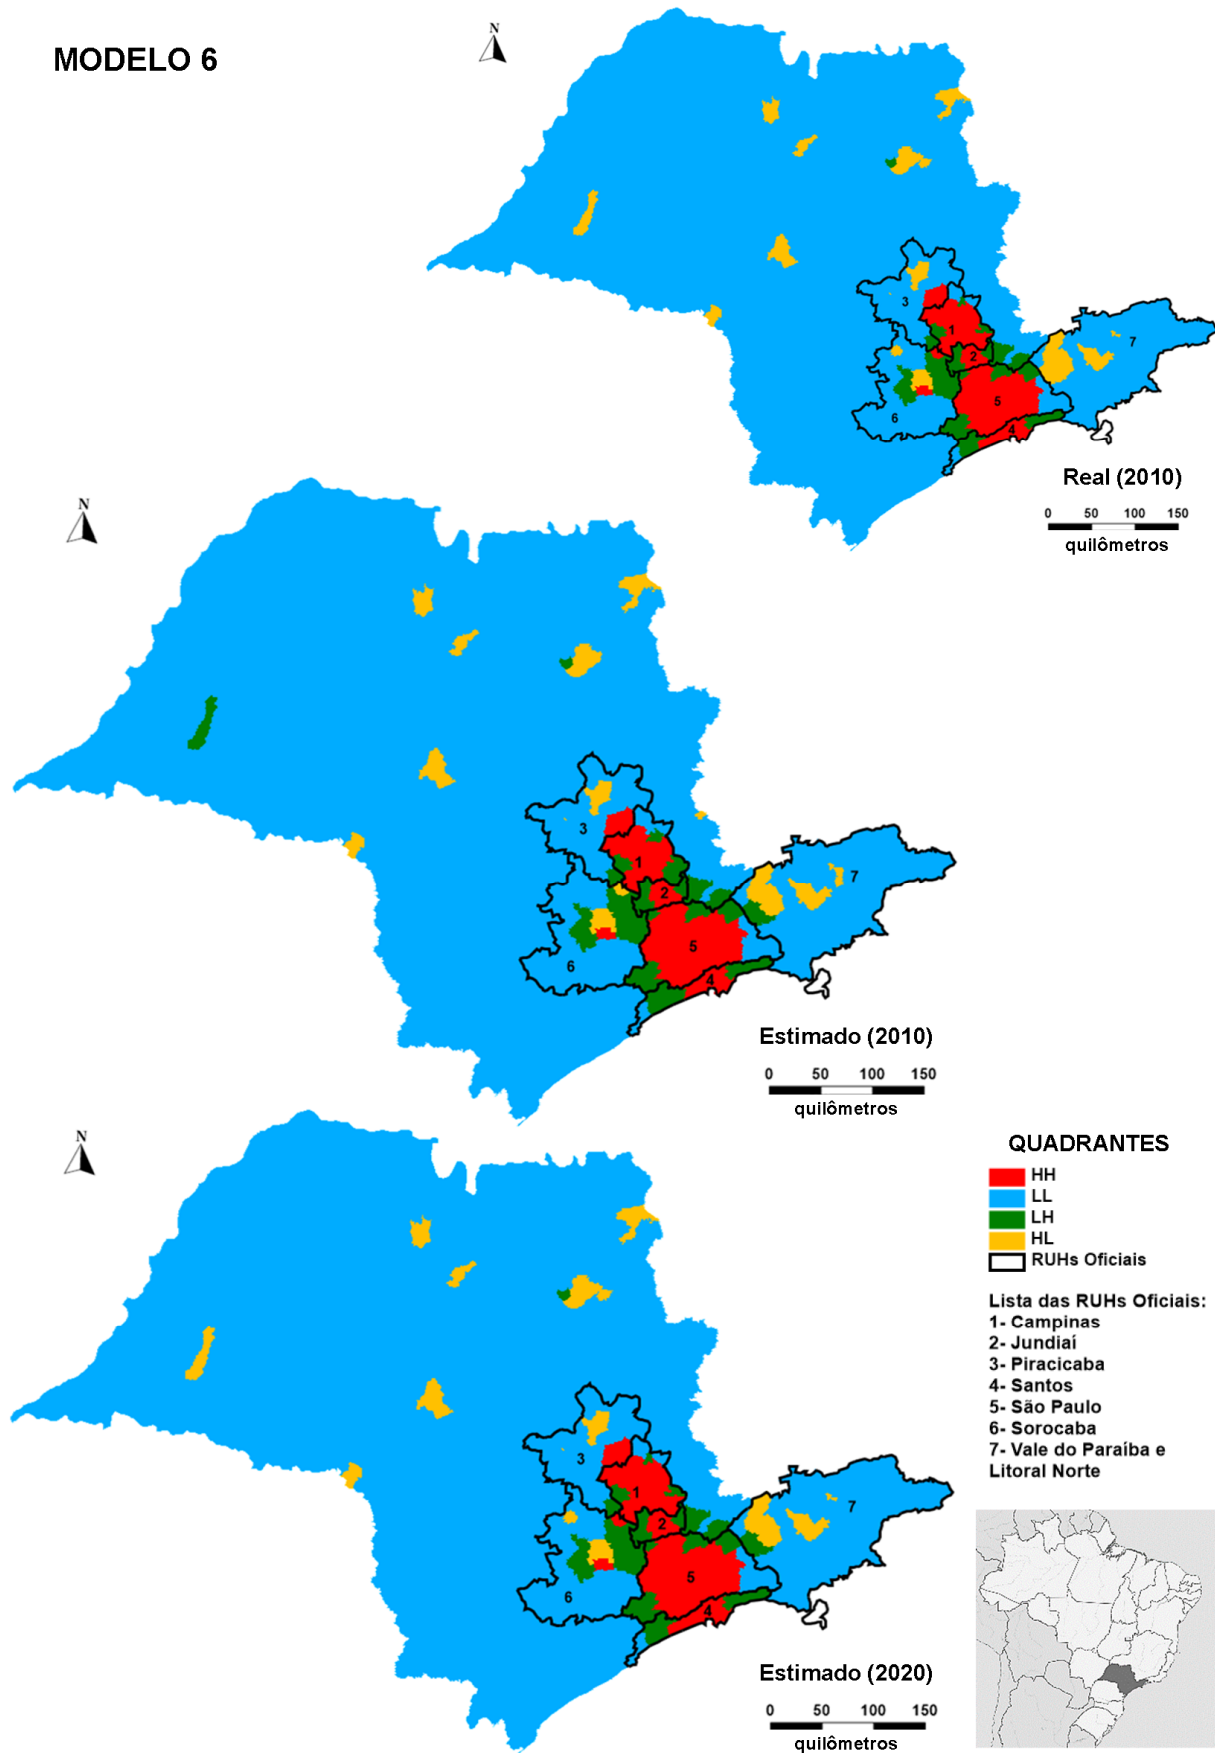 MODELO 6
N
3
1
2
7
5
6
4
Real (2010)
0 50 100 150
quilômetros
N
3
1
2
7
5
6
4
Estimado (2010)
0 50 100 150
quilômetros
N
3
1
2
7
5
6
4
Estimado (2020)
0 50 100 150
quilômetros
QUADRANTES
HH
LL
LH
HL
RUHs Oficiais
Lista das RUHs Oficiais:
1- Campinas
2- Jundiaí
3- Piracicaba
4- Santos
5- São Paulo
6- Sorocaba
7- Vale do Paraíba e
Litoral Norte